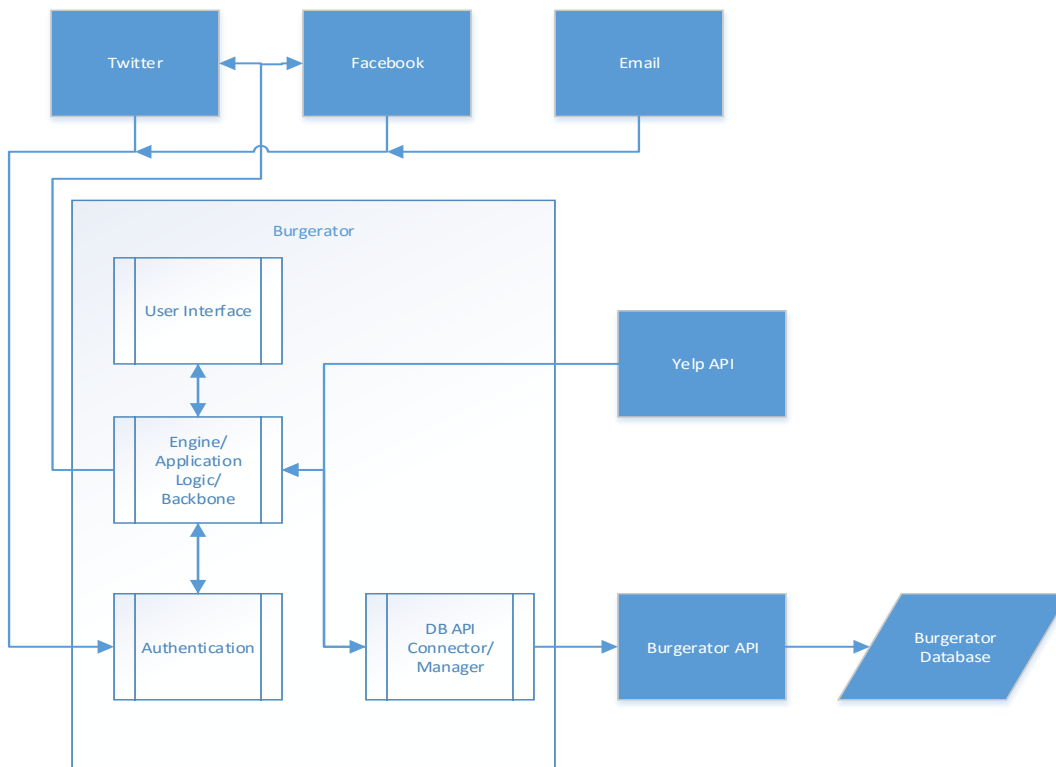 Twitter
Facebook
Email
Burgerator
User Interface
Yelp API
Engine/
Application
Logic/
Backbone
Authentication
DB API
Connector/
Manager
Burgerator API
Burgerator
Database